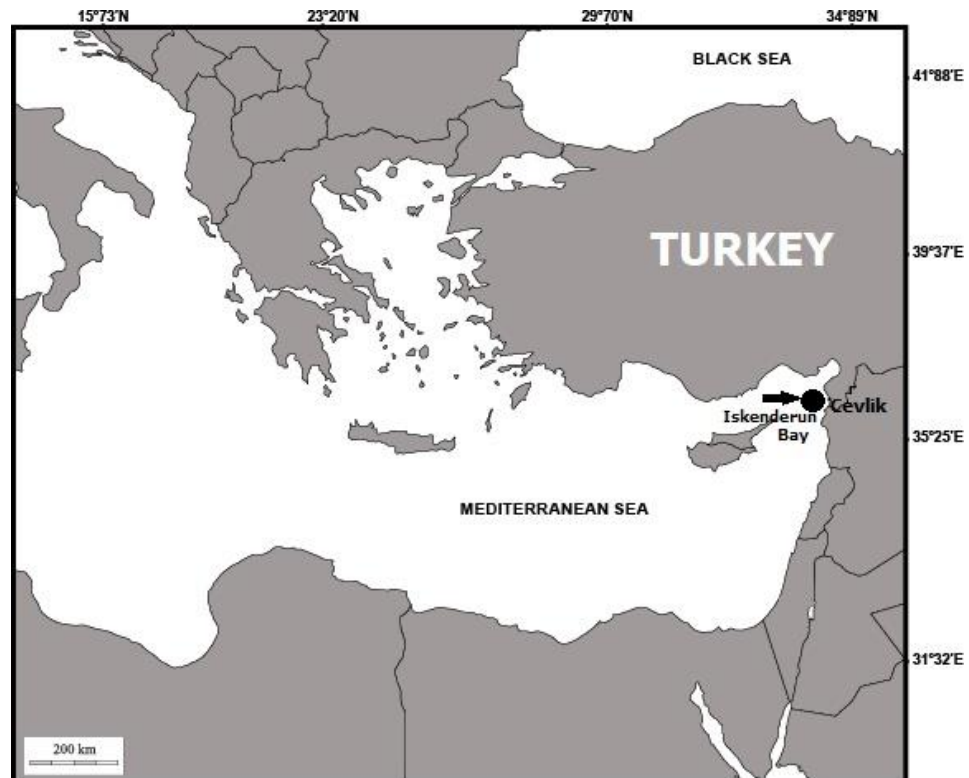 15°73'N 23°20'N 29°70'N 34°89'N
BLACK SEA
41°88'E
TURKEY
39°37'E
Cevlik
Iskenderun
Bay
35°25'E
MEDITERRANEAN SEA
31°32'E
200 km